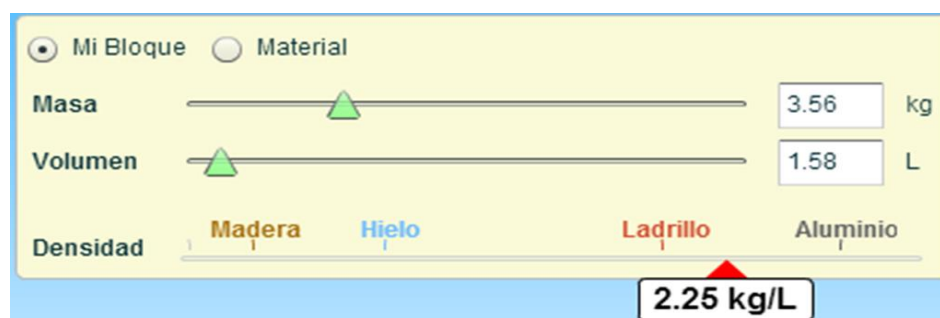 Mi Bloque Material
Masa 3.56 kg
Volumen 1.58 L
Madera Hielo Ladrillo Aluminio
Densidad
2.25 kg/L